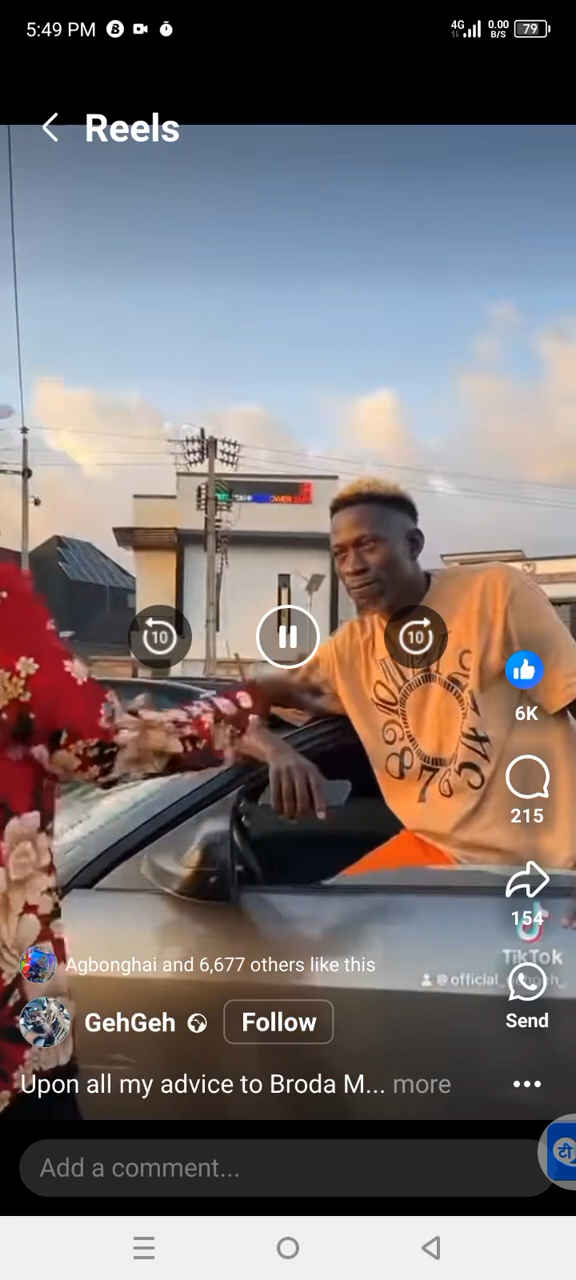 5:49 PM
4G
0.00
B/S
79
Reels
10
10
6K
215
154
TikTok
Agbonghai and 6,677 others like this
GehGeh
Follow
Send
Upon all my advice to Broda M... more
Add a comment...
टी